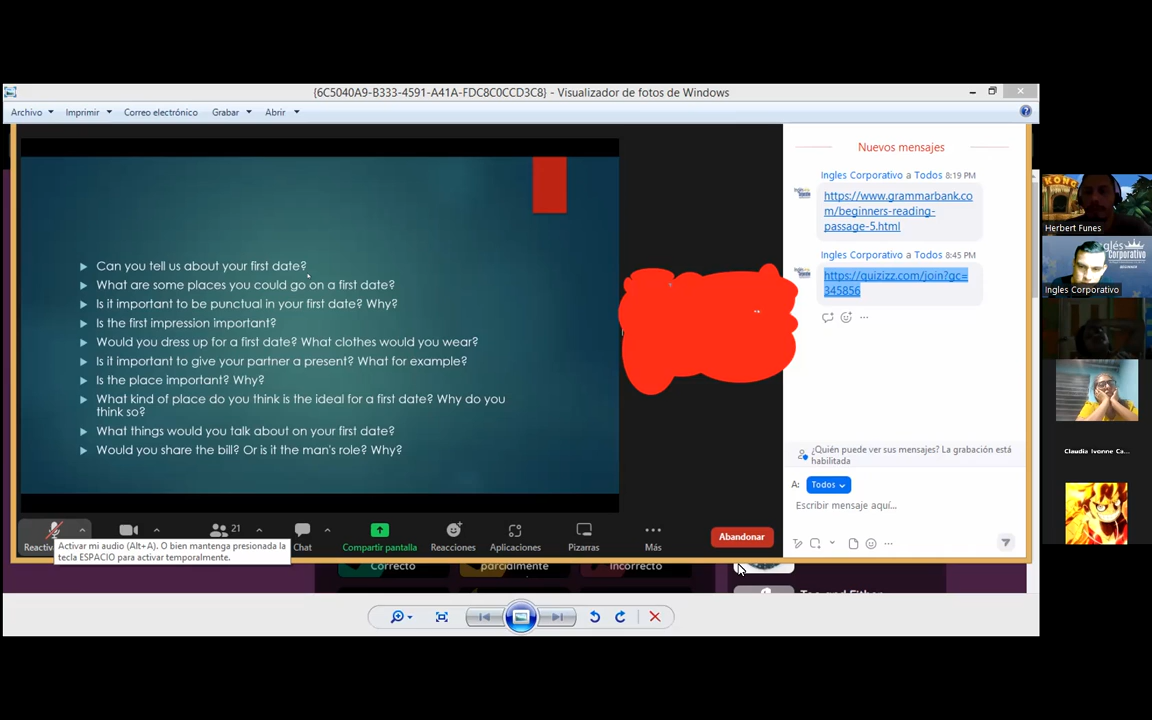 {6C5040A9-B333-4591-A41A-FDC8C0CCD3C8} - Visualizador de fotos de Windows
Archivo Imprimir Correo electrónico Grabar Abrir
Nuevos mensajes
Ingles Corporativo a Todos 8:19 PM
https://www.grammarbank.co
m/beginners-reading-
passage-5.html
Ingles Corporativo a Todos 8:45 PM
https://quizizz.com/join?gc=
345856
Can you tell us about your first date?
What are some places you could go on a first date?
Is it important to be punctual in your first date? Why?
Is the first impression important?
Would you dress up for a first date? What clothes would you wear?
Is it important to give your partner a present? What for example?
Is the place important? Why?
What kind of place do you think is the ideal for a first date? Why do you
think so?
What things would you talk about on your first date?
Would you share the bill? Or is it the man's role? Why?
¿Quién puede ver sus mensajes? La grabación está
habilitada
A: Todos
Escribir mensaje aquí...
21
Chat Compartir pantalla Reacciones Aplicaciones Pizarras Más Abandonar
Activar mi audio (Alt+A). O bien mantenga presionada la
tecla ESPACIO para activar temporalmente.
Correcto parcialmente Incorrecto
KONG
Herbert Funes
Inglés
Corporativo
Ingles Corporativo
Claudia Ivonne Ca...